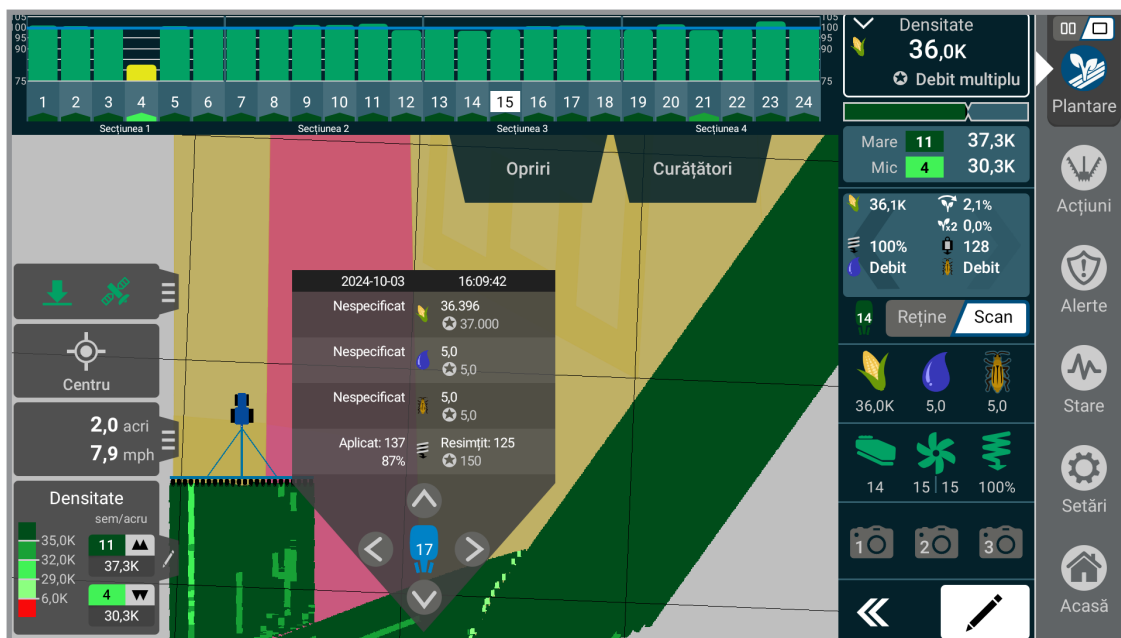 105
100
95
90
75
105
100
95
90
75
1 2 3 4 5 6 7 8 9 10 11 12 13 14 15 16 17 18 19 20 21 22 23 24
Secțiunea 1 Secțiunea 2 Secțiunea 3 Secțiunea 4
Opriri
Curățători
Centru
2,0 acri
7,9 mph
Densitate
sem/acru
35,0K
32,0K
29,0K
6,0K
11
37,3K
4
30,3K
2024-10-03 16:09:42
Nespecificat 36.396
37.000
Nespecificat 5,0
5,0
Nespecificat 5,0
5,0
Aplicat: 137 Resimțit: 125
87% 150
17
Densitate
36,0K
Debit multiplu
Mare 11 37,3K
Mic 4 30,3K
36,1K 2,1%
x2 0,0%
100% 128
Debit Debit
14 Reține Scan
36,0K 5,0 5,0
14 15 15 100%
1 2 3
Plantare
Acțiuni
Alerte
Stare
Setări
Acasă